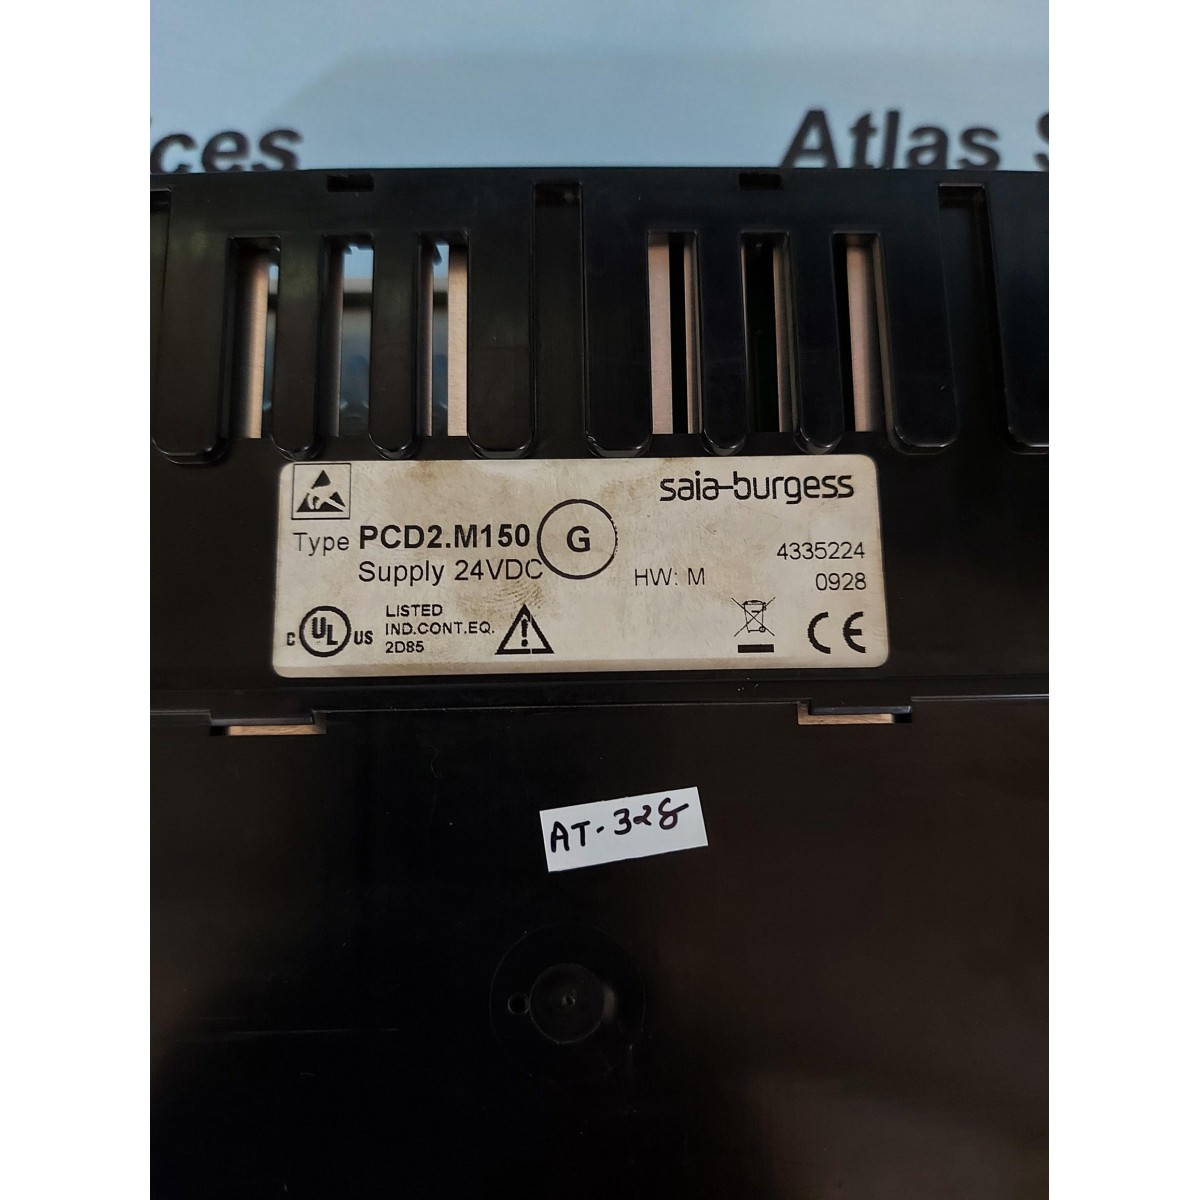 ices
Atlas S
saia-burgess
Type PCD2.M150 G
Supply 24VDC
HW: M
4335224
0928
C UL US
LISTED
IND.CONT.EQ.
2D85
CE
AT-328